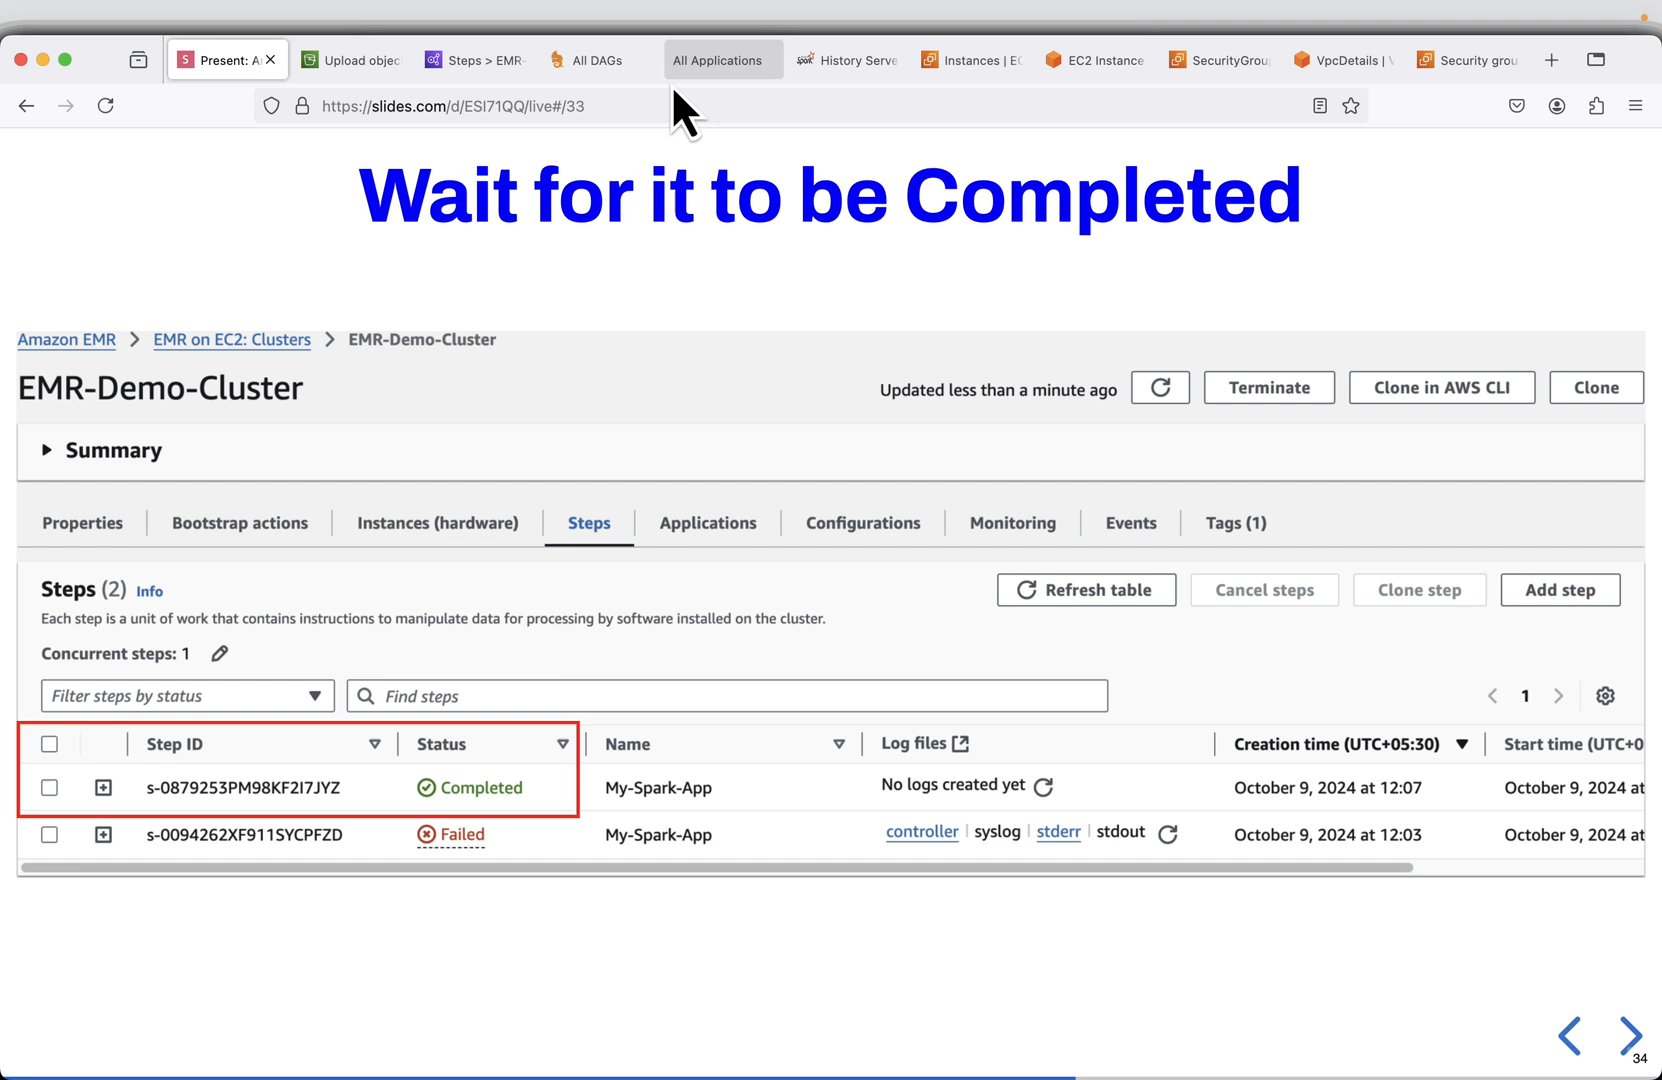 Present: A
Upload objec
Steps > EMR-
All DAGs
All Applications
History Serve
Instances | EC
EC2 Instance
SecurityGrou
VpcDetails | V
Security grou
https://slides.com/d/ESI71QQ/live#/33
Wait for it to be Completed
Amazon EMR > EMR on EC2: Clusters > EMR-Demo-Cluster
EMR-Demo-Cluster
Updated less than a minute ago
Terminate
Clone in AWS CLI
Clone
Summary
Properties
Bootstrap actions
Instances (hardware)
Steps
Applications
Configurations
Monitoring
Events
Tags (1)
Steps (2) Info
Refresh table
Cancel steps
Clone step
Add step
Each step is a unit of work that contains instructions to manipulate data for processing by software installed on the cluster.
Concurrent steps: 1
Filter steps by status
Find steps
1
Step ID Status Name Log files Creation time (UTC+05:30) Start time (UTC+0
s-0879253PM98KF2I7JYZ Completed My-Spark-App No logs created yet October 9, 2024 at 12:07 October 9, 2024 at
s-0094262XF911SYCPFZD Failed My-Spark-App controller | syslog | stderr | stdout October 9, 2024 at 12:03 October 9, 2024 at
34